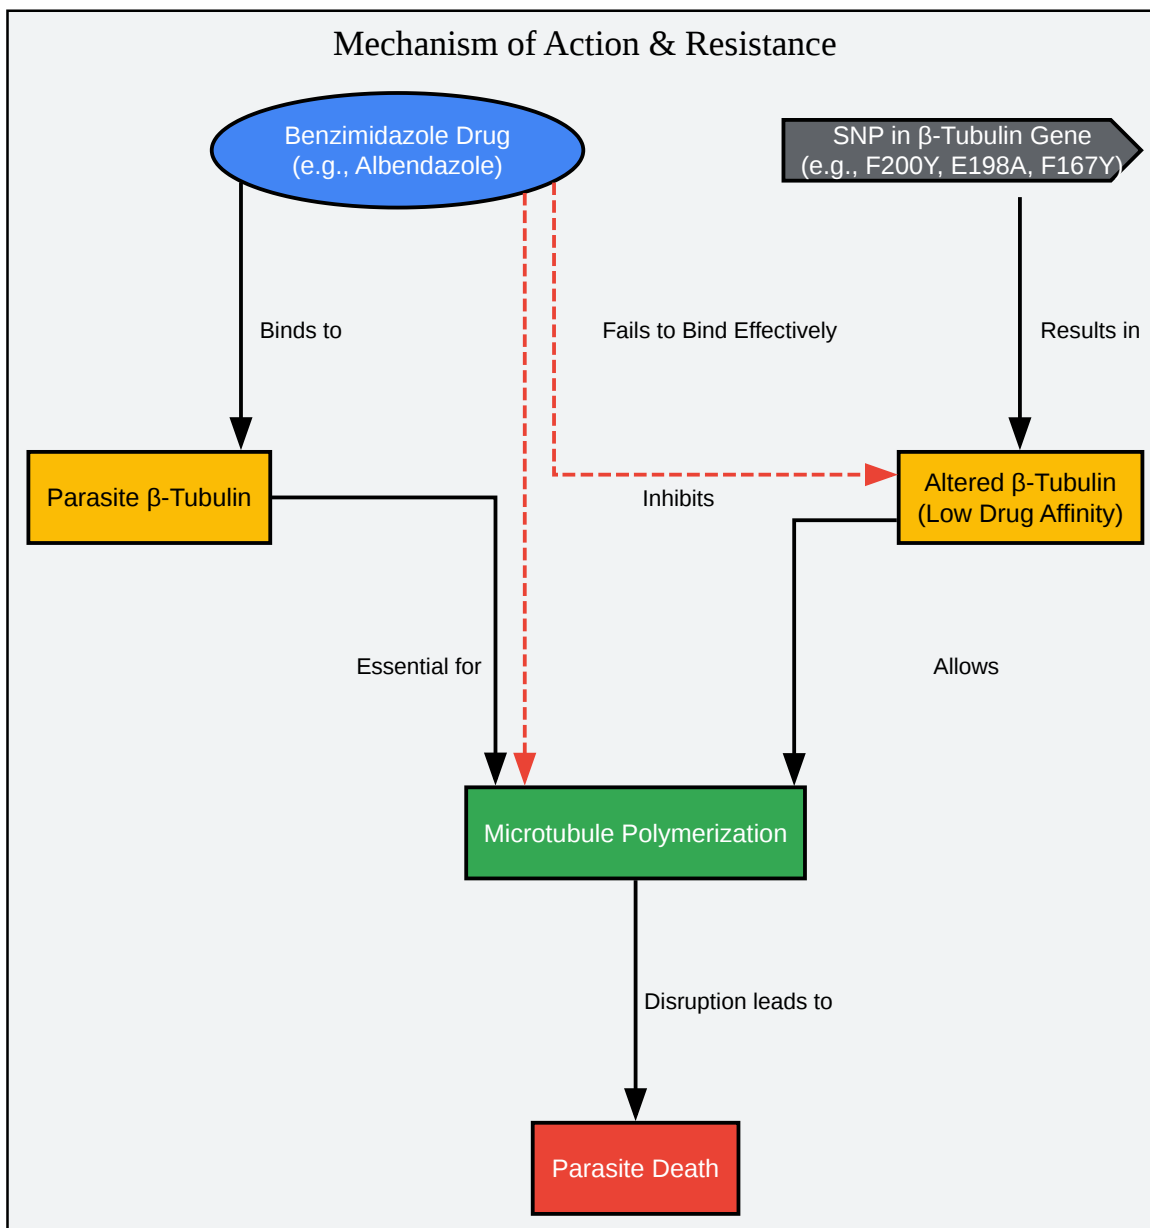 Mechanism of Action & Resistance
Benzimidazole Drug
(e.g., Albendazole)
SNP in β-Tubulin Gene
(e.g., F200Y, E198A, F167Y)
Binds to
Fails to Bind Effectively
Results in
Parasite β-Tubulin
Inhibits
Altered β-Tubulin
(Low Drug Affinity)
Essential for
Allows
Microtubule Polymerization
Disruption leads to
Parasite Death